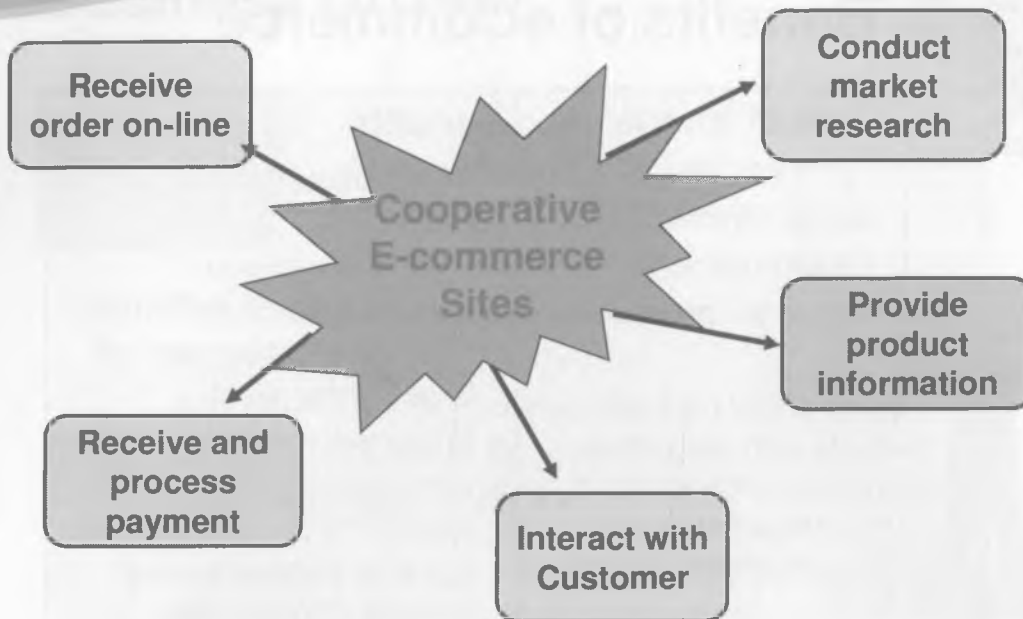 Receive
order on-line
Conduct
market
research
Cooperative
E-commerce
Sites
Provide
product
information
Receive and
process
payment
Interact with
Customer